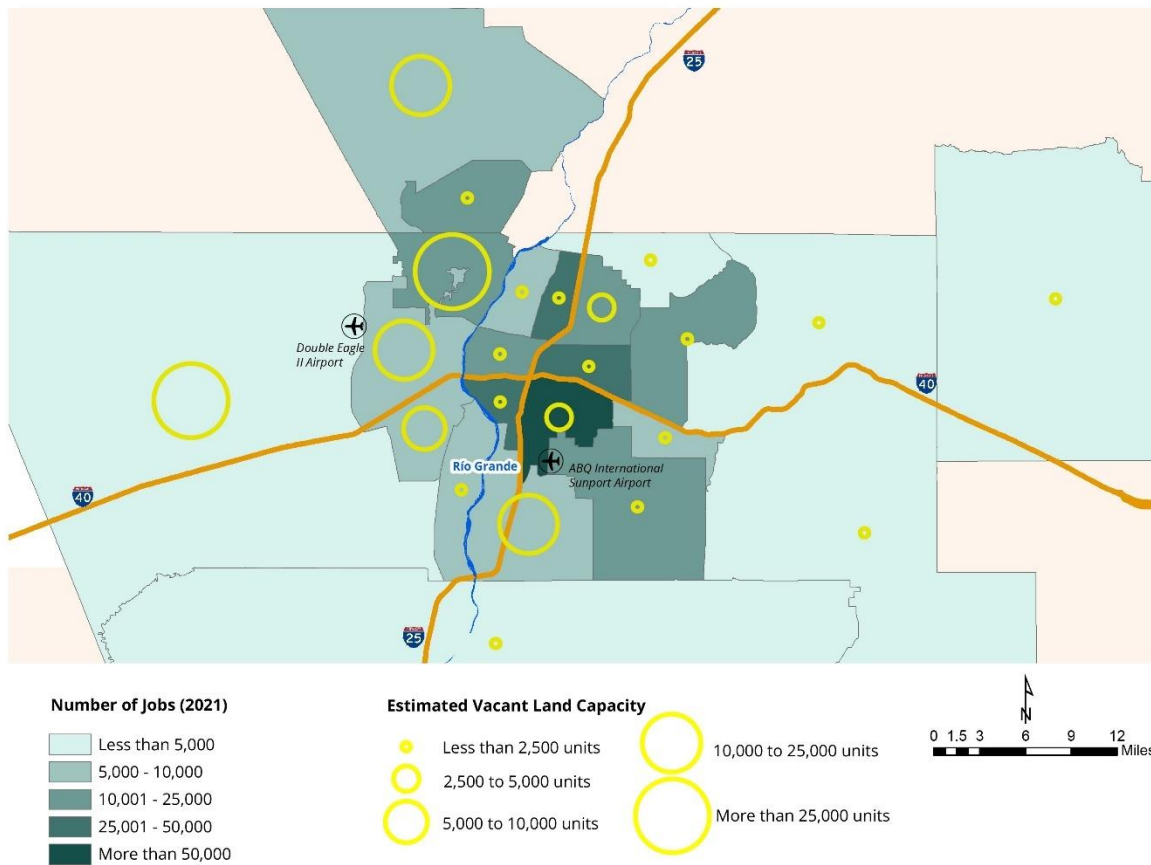 25
Double Eagle
II Airport
40
Río Grande
ABQ International
Sunport Airport
40
25
Number of Jobs (2021)
Less than 5,000
5,000 - 10,000
10,001 - 25,000
25,001 - 50,000
More than 50,000
Estimated Vacant Land Capacity
Less than 2,500 units
2,500 to 5,000 units
5,000 to 10,000 units
10,000 to 25,000 units
More than 25,000 units
N
0 1.5 3 6 9 12
Miles